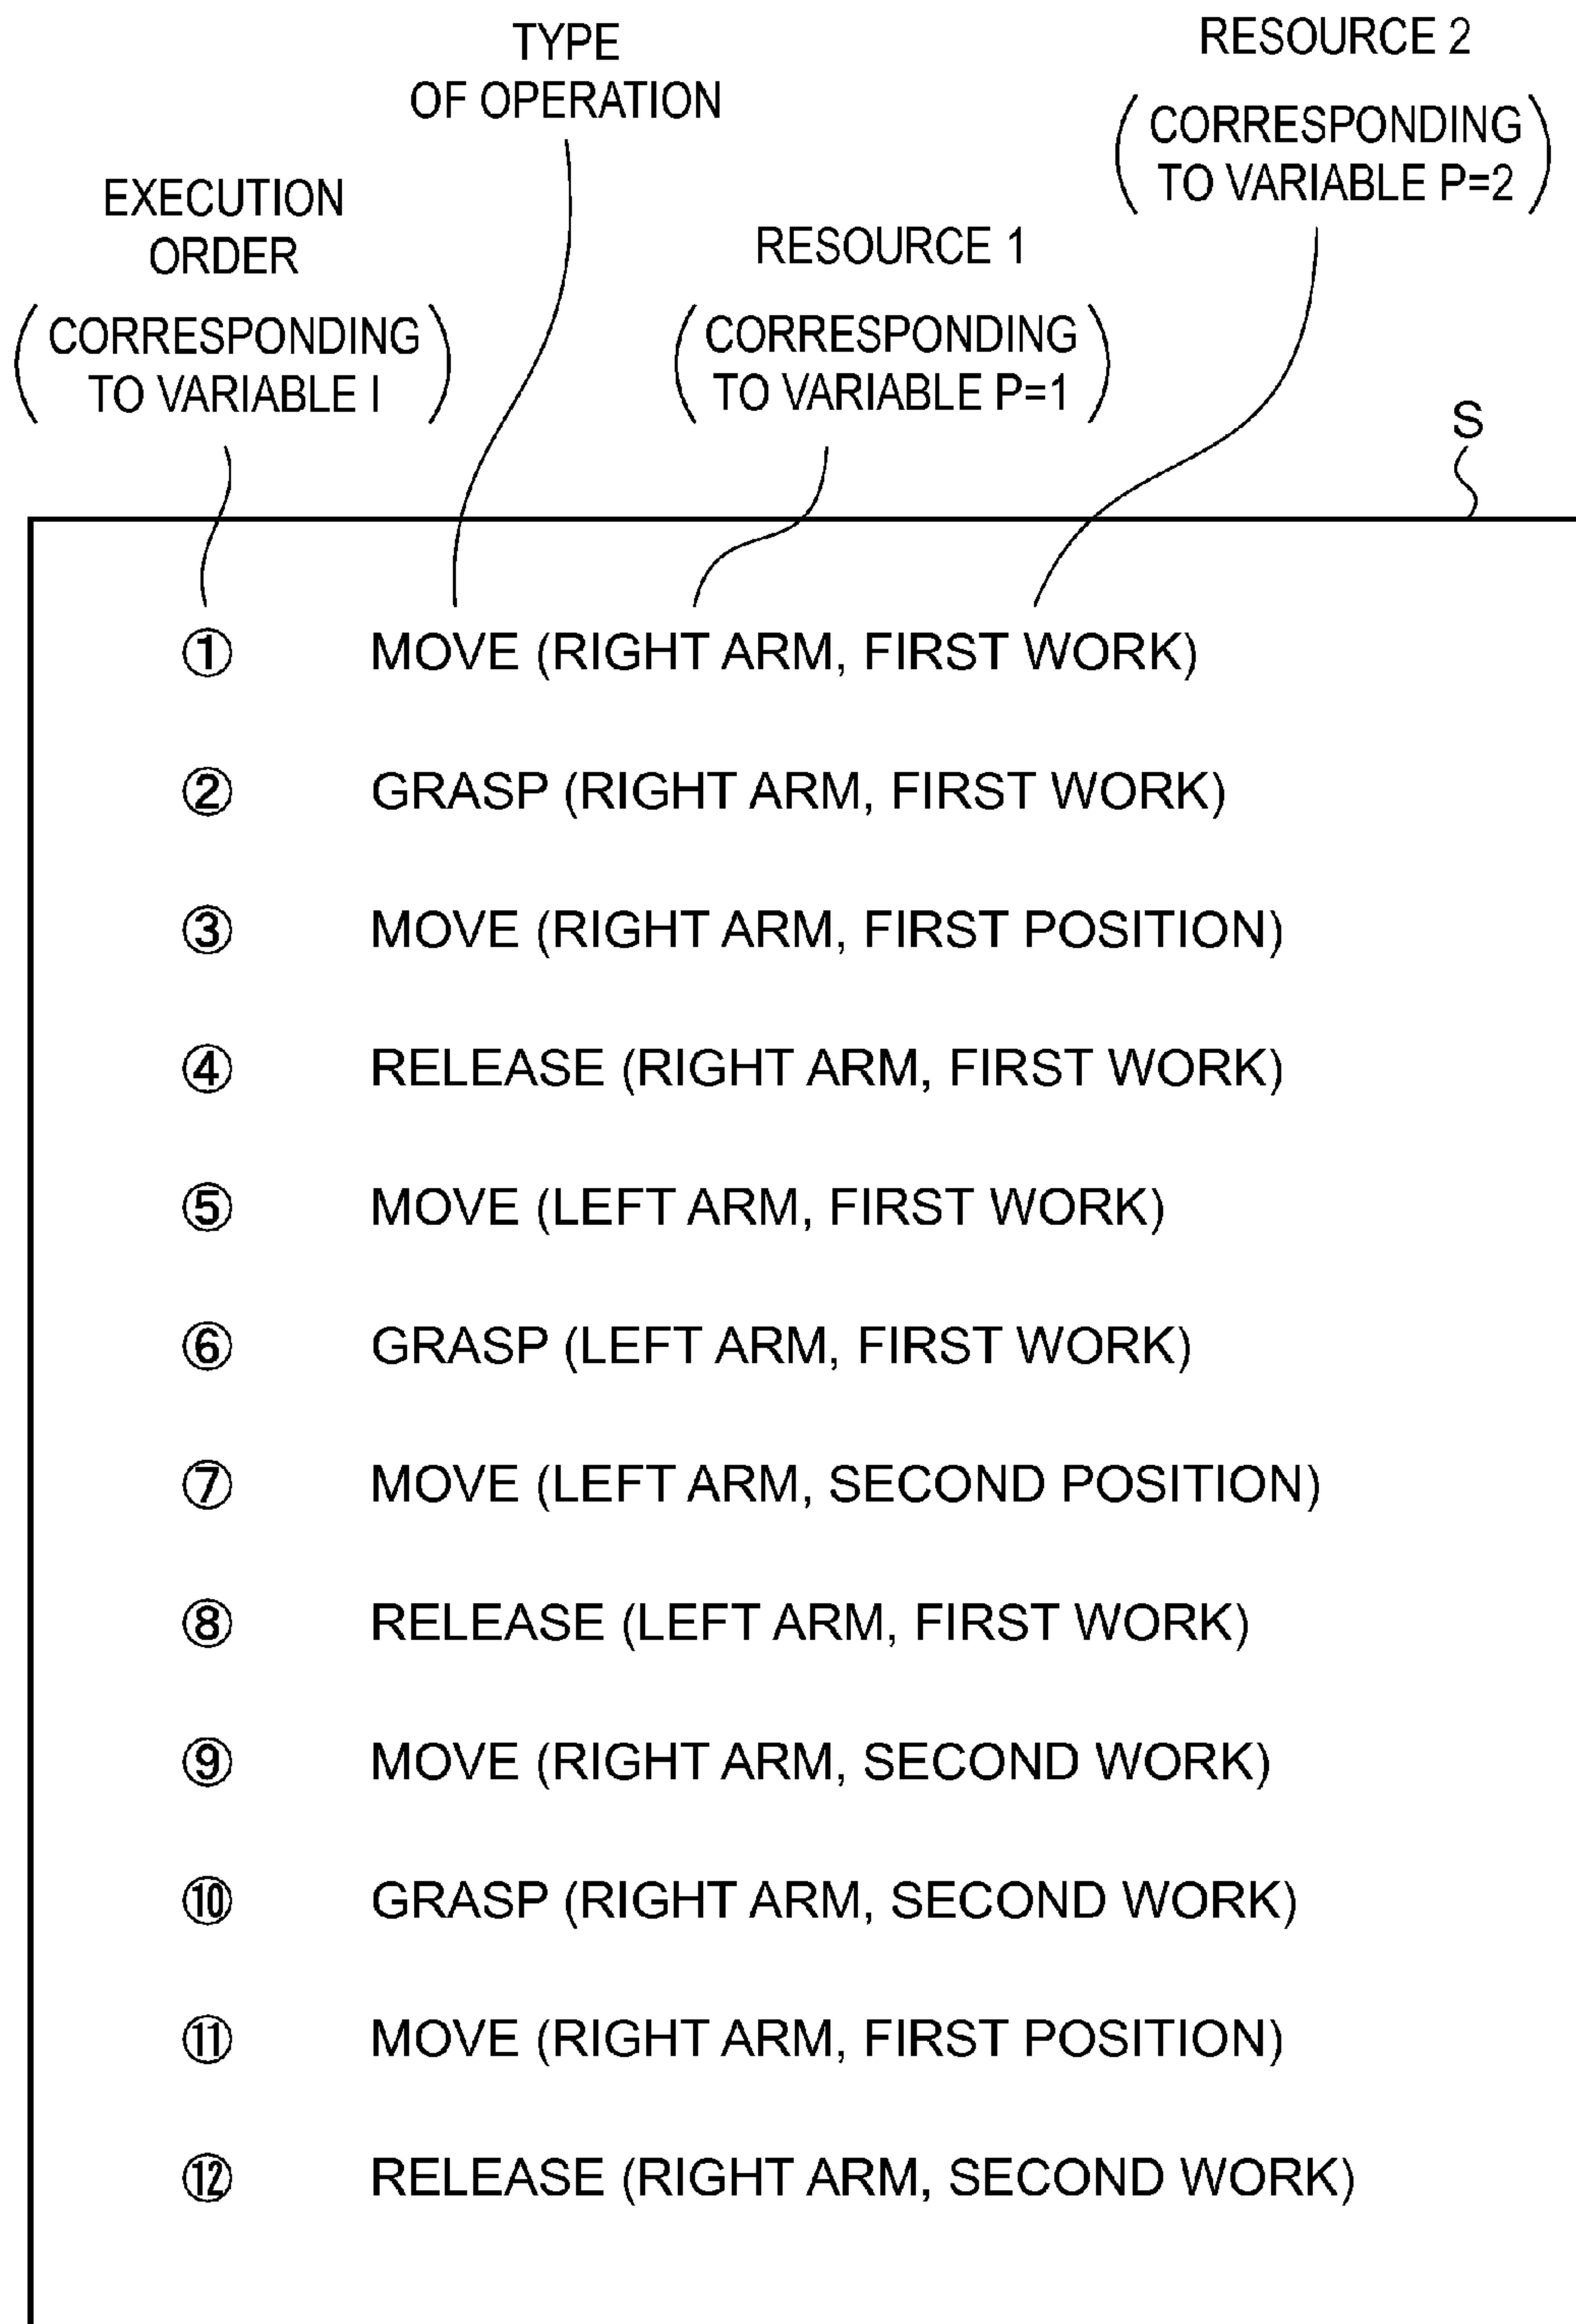 TYPE
OF OPERATION
RESOURCE 2
(CORRESPONDING
TO VARIABLE P=2)
EXECUTION
ORDER
(CORRESPONDING
TO VARIABLE I)
RESOURCE 1
(CORRESPONDING
TO VARIABLE P=1)
S
① MOVE (RIGHT ARM, FIRST WORK)
② GRASP (RIGHT ARM, FIRST WORK)
③ MOVE (RIGHT ARM, FIRST POSITION)
④ RELEASE (RIGHT ARM, FIRST WORK)
⑤ MOVE (LEFT ARM, FIRST WORK)
⑥ GRASP (LEFT ARM, FIRST WORK)
⑦ MOVE (LEFT ARM, SECOND POSITION)
⑧ RELEASE (LEFT ARM, FIRST WORK)
⑨ MOVE (RIGHT ARM, SECOND WORK)
⑩ GRASP (RIGHT ARM, SECOND WORK)
⑪ MOVE (RIGHT ARM, FIRST POSITION)
⑫ RELEASE (RIGHT ARM, SECOND WORK)